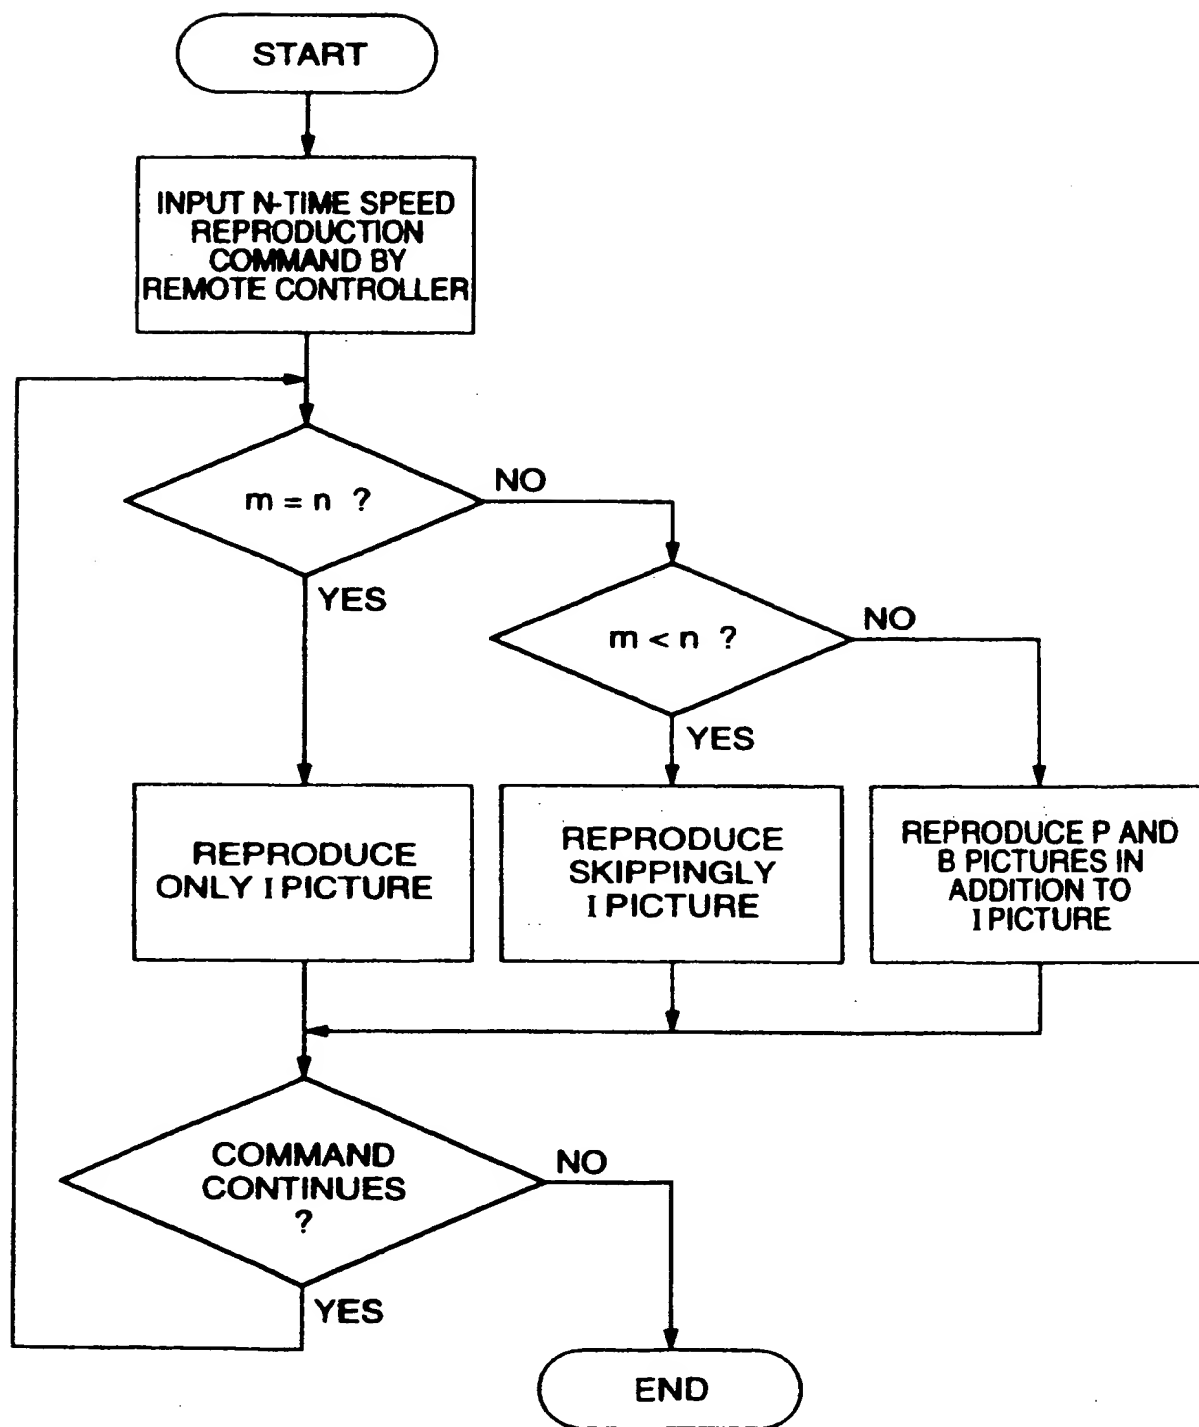 START
INPUT N-TIME SPEED
REPRODUCTION
COMMAND BY
REMOTE CONTROLLER
m = n ?
NO
YES
m < n ?
NO
YES
REPRODUCE
ONLY I PICTURE
REPRODUCE
SKIPPINGLY
I PICTURE
REPRODUCE P AND
B PICTURES IN
ADDITION TO
I PICTURE
COMMAND
CONTINUES
?
NO
YES
END